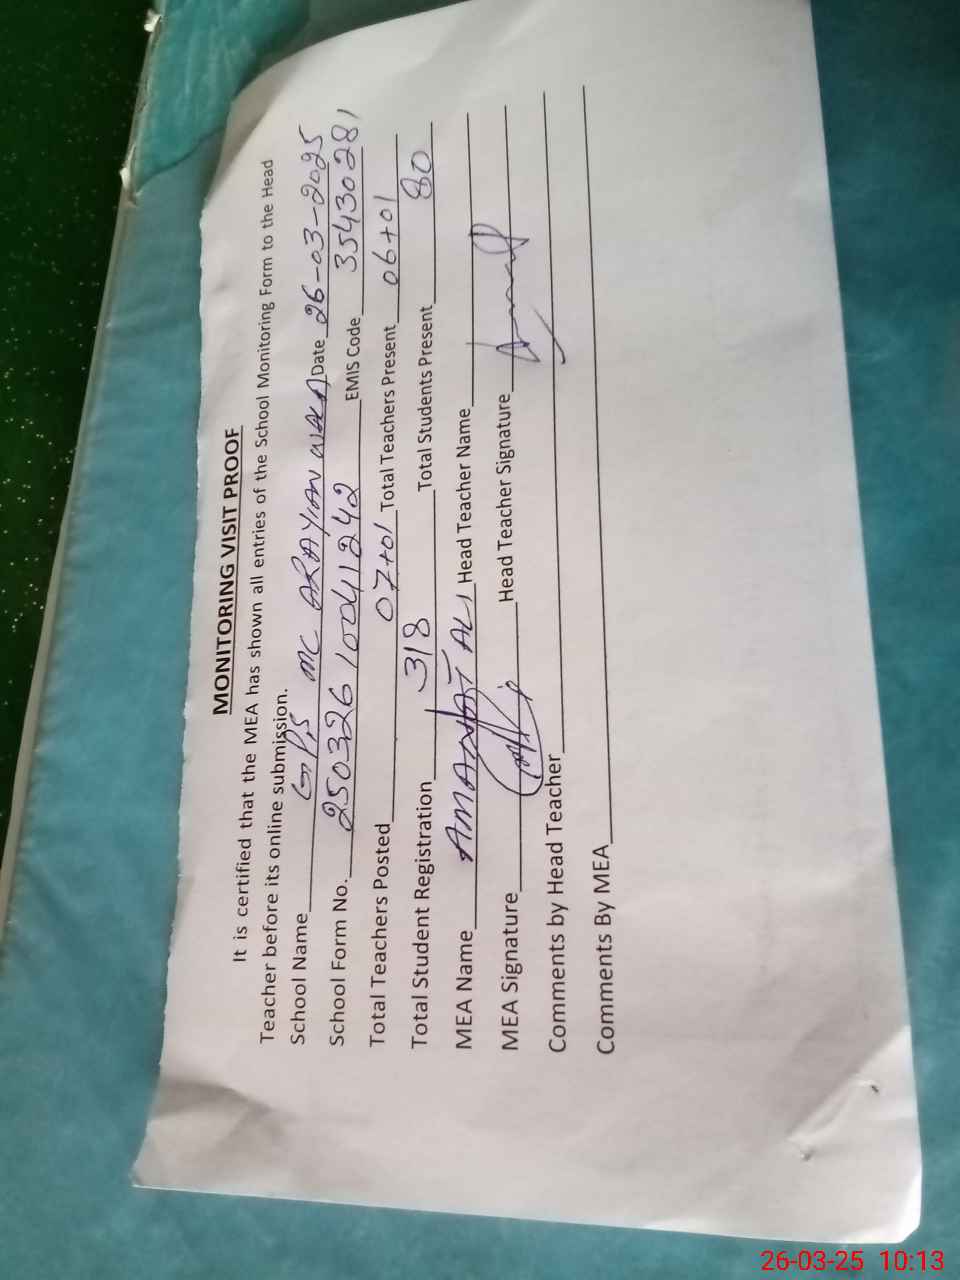 MONITORING VISIT PROOF
It is certified that the MEA has shown all entries of the School Monitoring Form to the Head
Teacher before its online submission.
School Name GPS MC ARAYIAN WALA Date 26-03-2025
School Form No. 250326 10041242 EMIS Code 35430281
Total Teachers Posted 07+01 Total Teachers Present 06+01
Total Student Registration 318 Total Students Present 80
MEA Name AMANAT ALI Head Teacher Name
MEA Signature Head Teacher Signature
Comments by Head Teacher
Comments By MEA
26-03-25 10:13